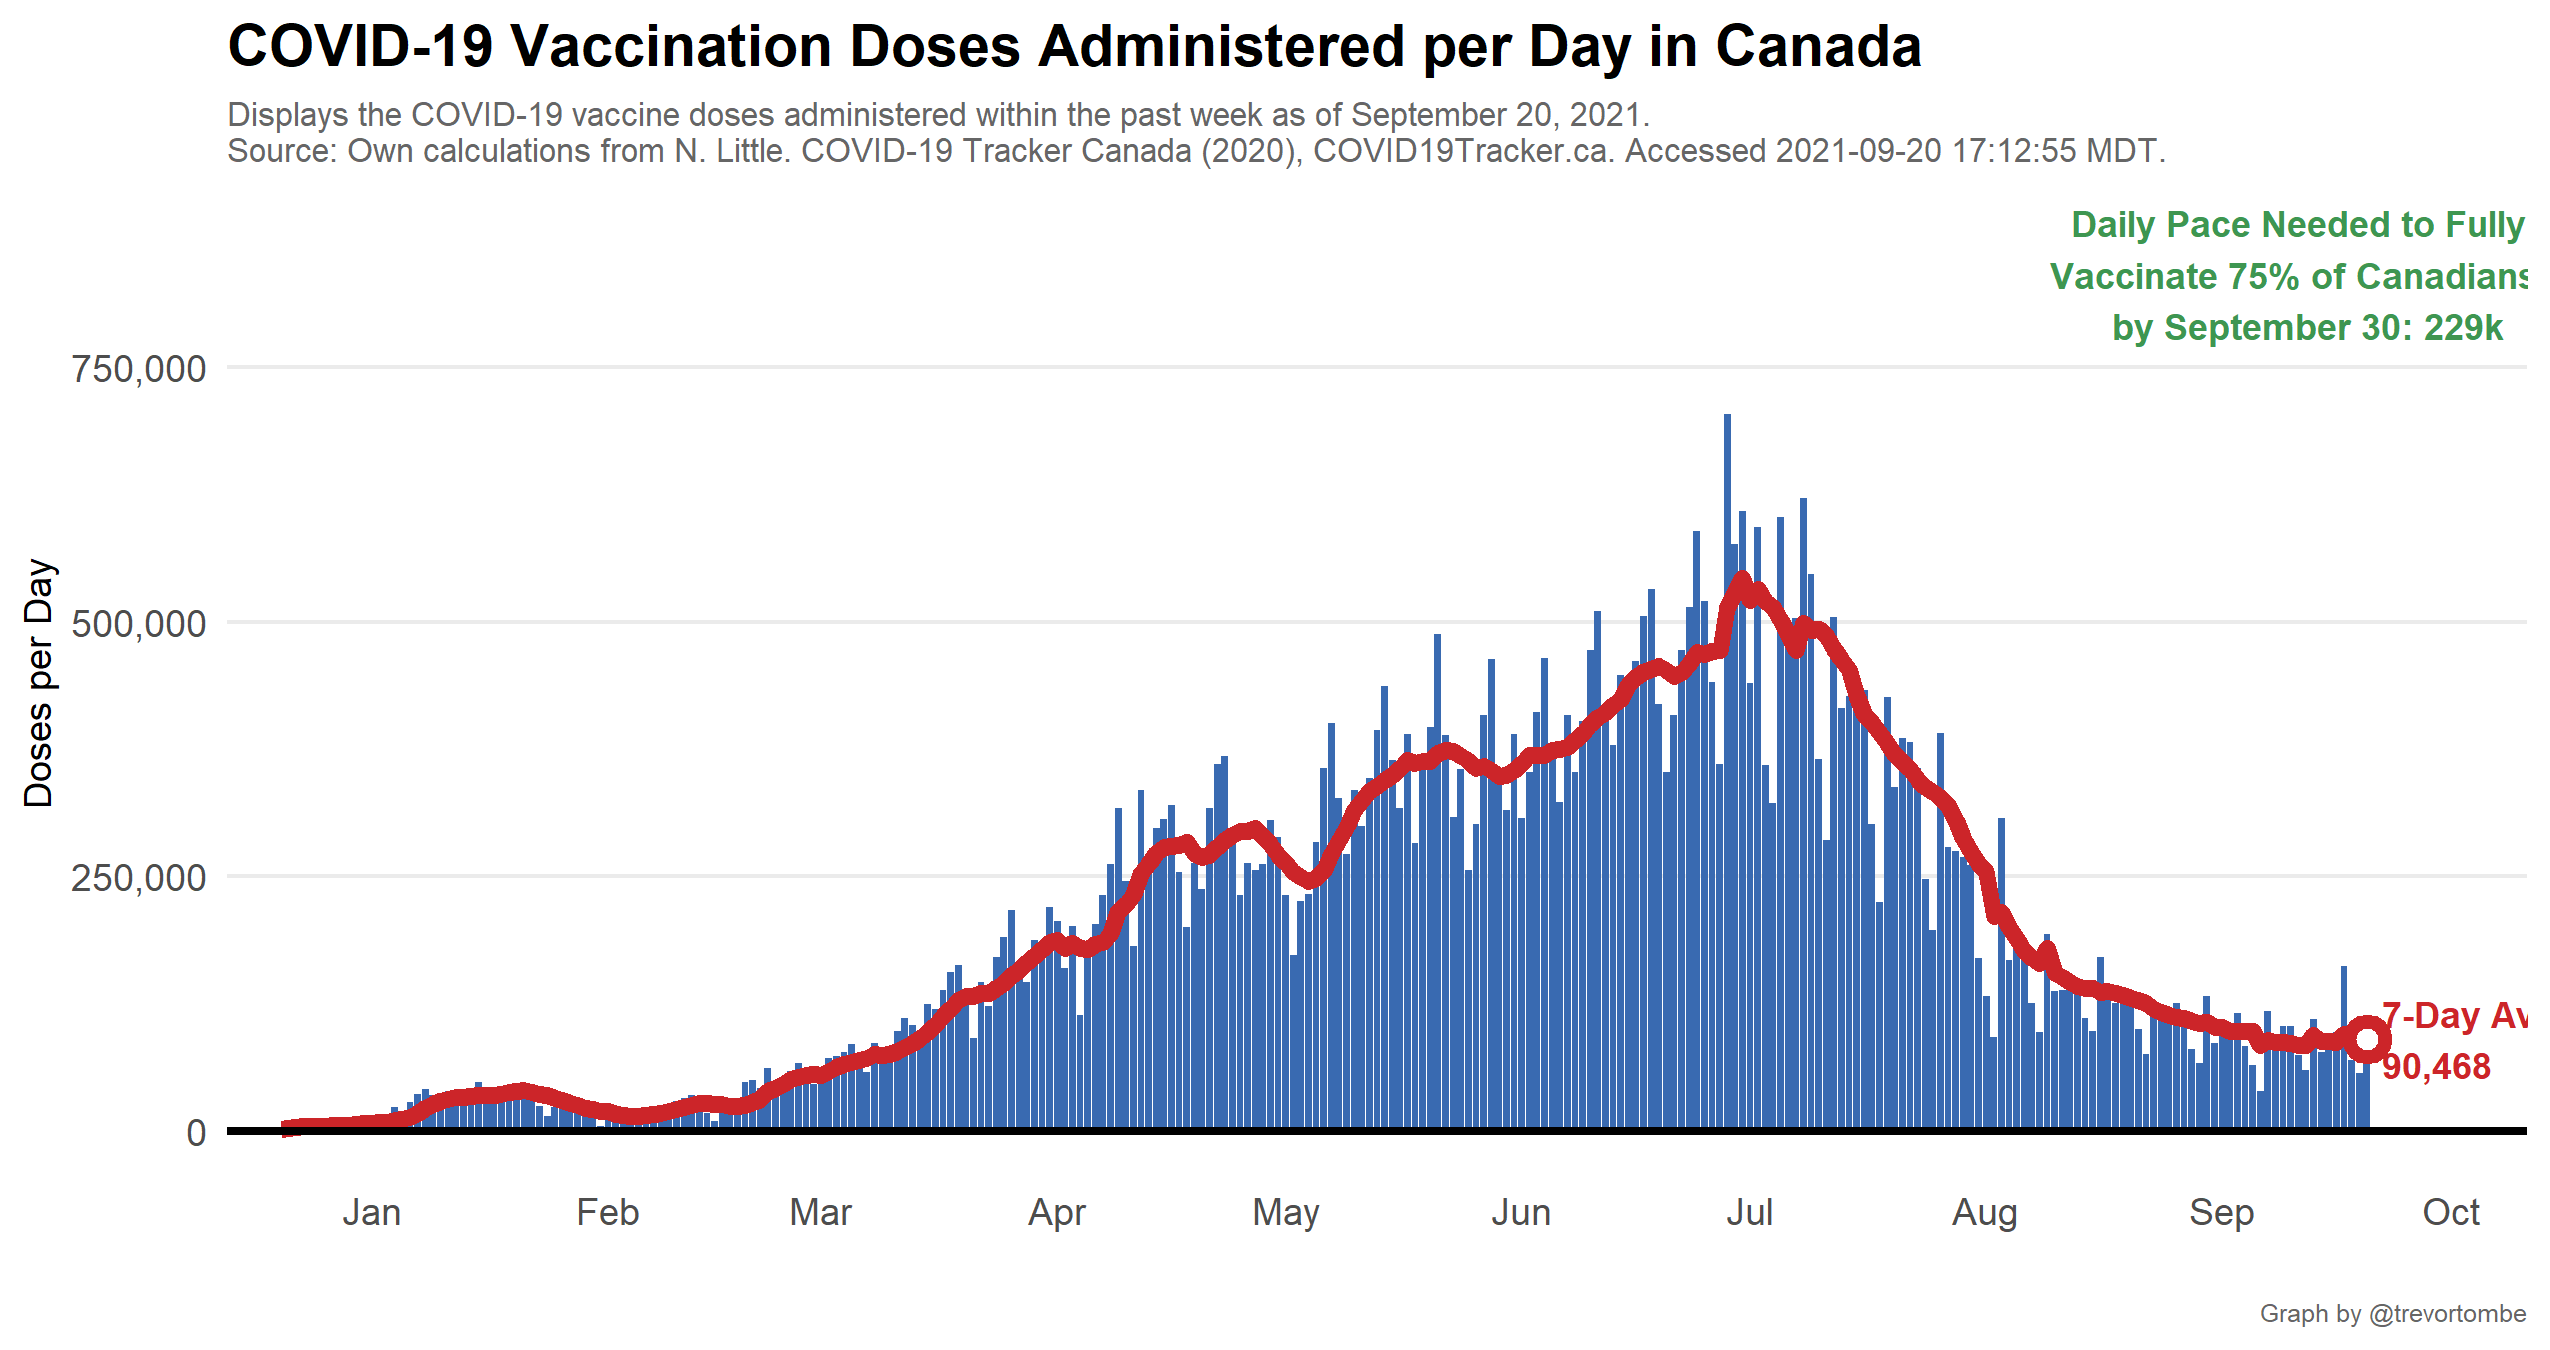 COVID-19 Vaccination Doses Administered per Day in Canada
Displays the COVID-19 vaccine doses administered within the past week as of September 20, 2021.
Source: Own calculations from N. Little. COVID-19 Tracker Canada (2020), COVID19Tracker.ca. Accessed 2021-09-20 17:12:55 MDT.
Daily Pace Needed to Fully
Vaccinate 75% of Canadians
by September 30: 229k
750,000
500,000
250,000
0
Doses per Day
7-Day Av
90,468
Jan Feb Mar Apr May Jun Jul Aug Sep Oct
Graph by @trevortombe